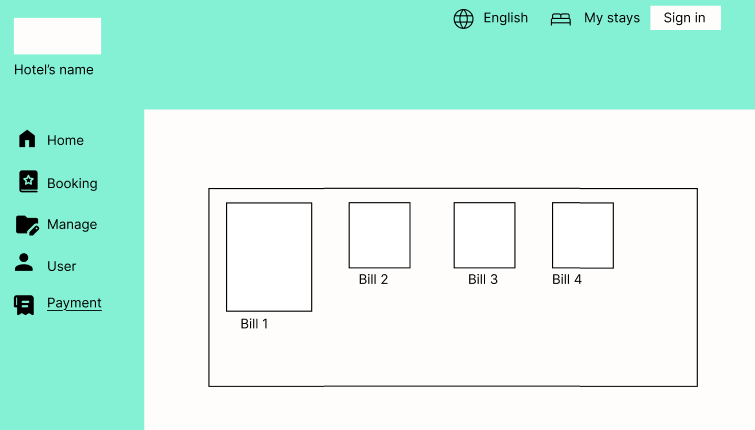 English
My stays
Sign in
Hotel's name
Home
Booking
Manage
User
Payment
Bill 1
Bill 2
Bill 3
Bill 4